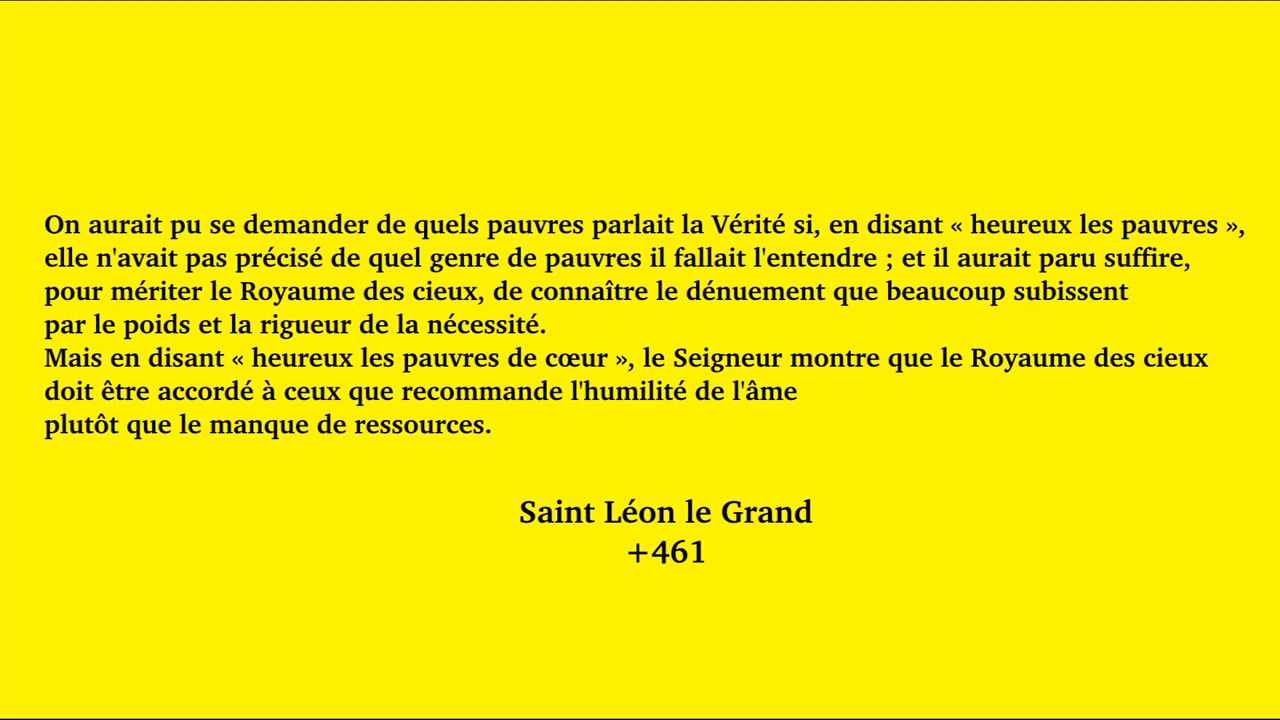 On aurait pu se demander de quels pauvres parlait la Vérité si, en disant « heureux les pauvres »,
elle n'avait pas précisé de quel genre de pauvres il fallait l'entendre ; et il aurait paru suffire,
pour mériter le Royaume des cieux, de connaître le dénuement que beaucoup subissent
par le poids et la rigueur de la nécessité.
Mais en disant « heureux les pauvres de cœur », le Seigneur montre que le Royaume des cieux
doit être accordé à ceux que recommande l'humilité de l'âme
plutôt que le manque de ressources.
Saint Léon le Grand
+461